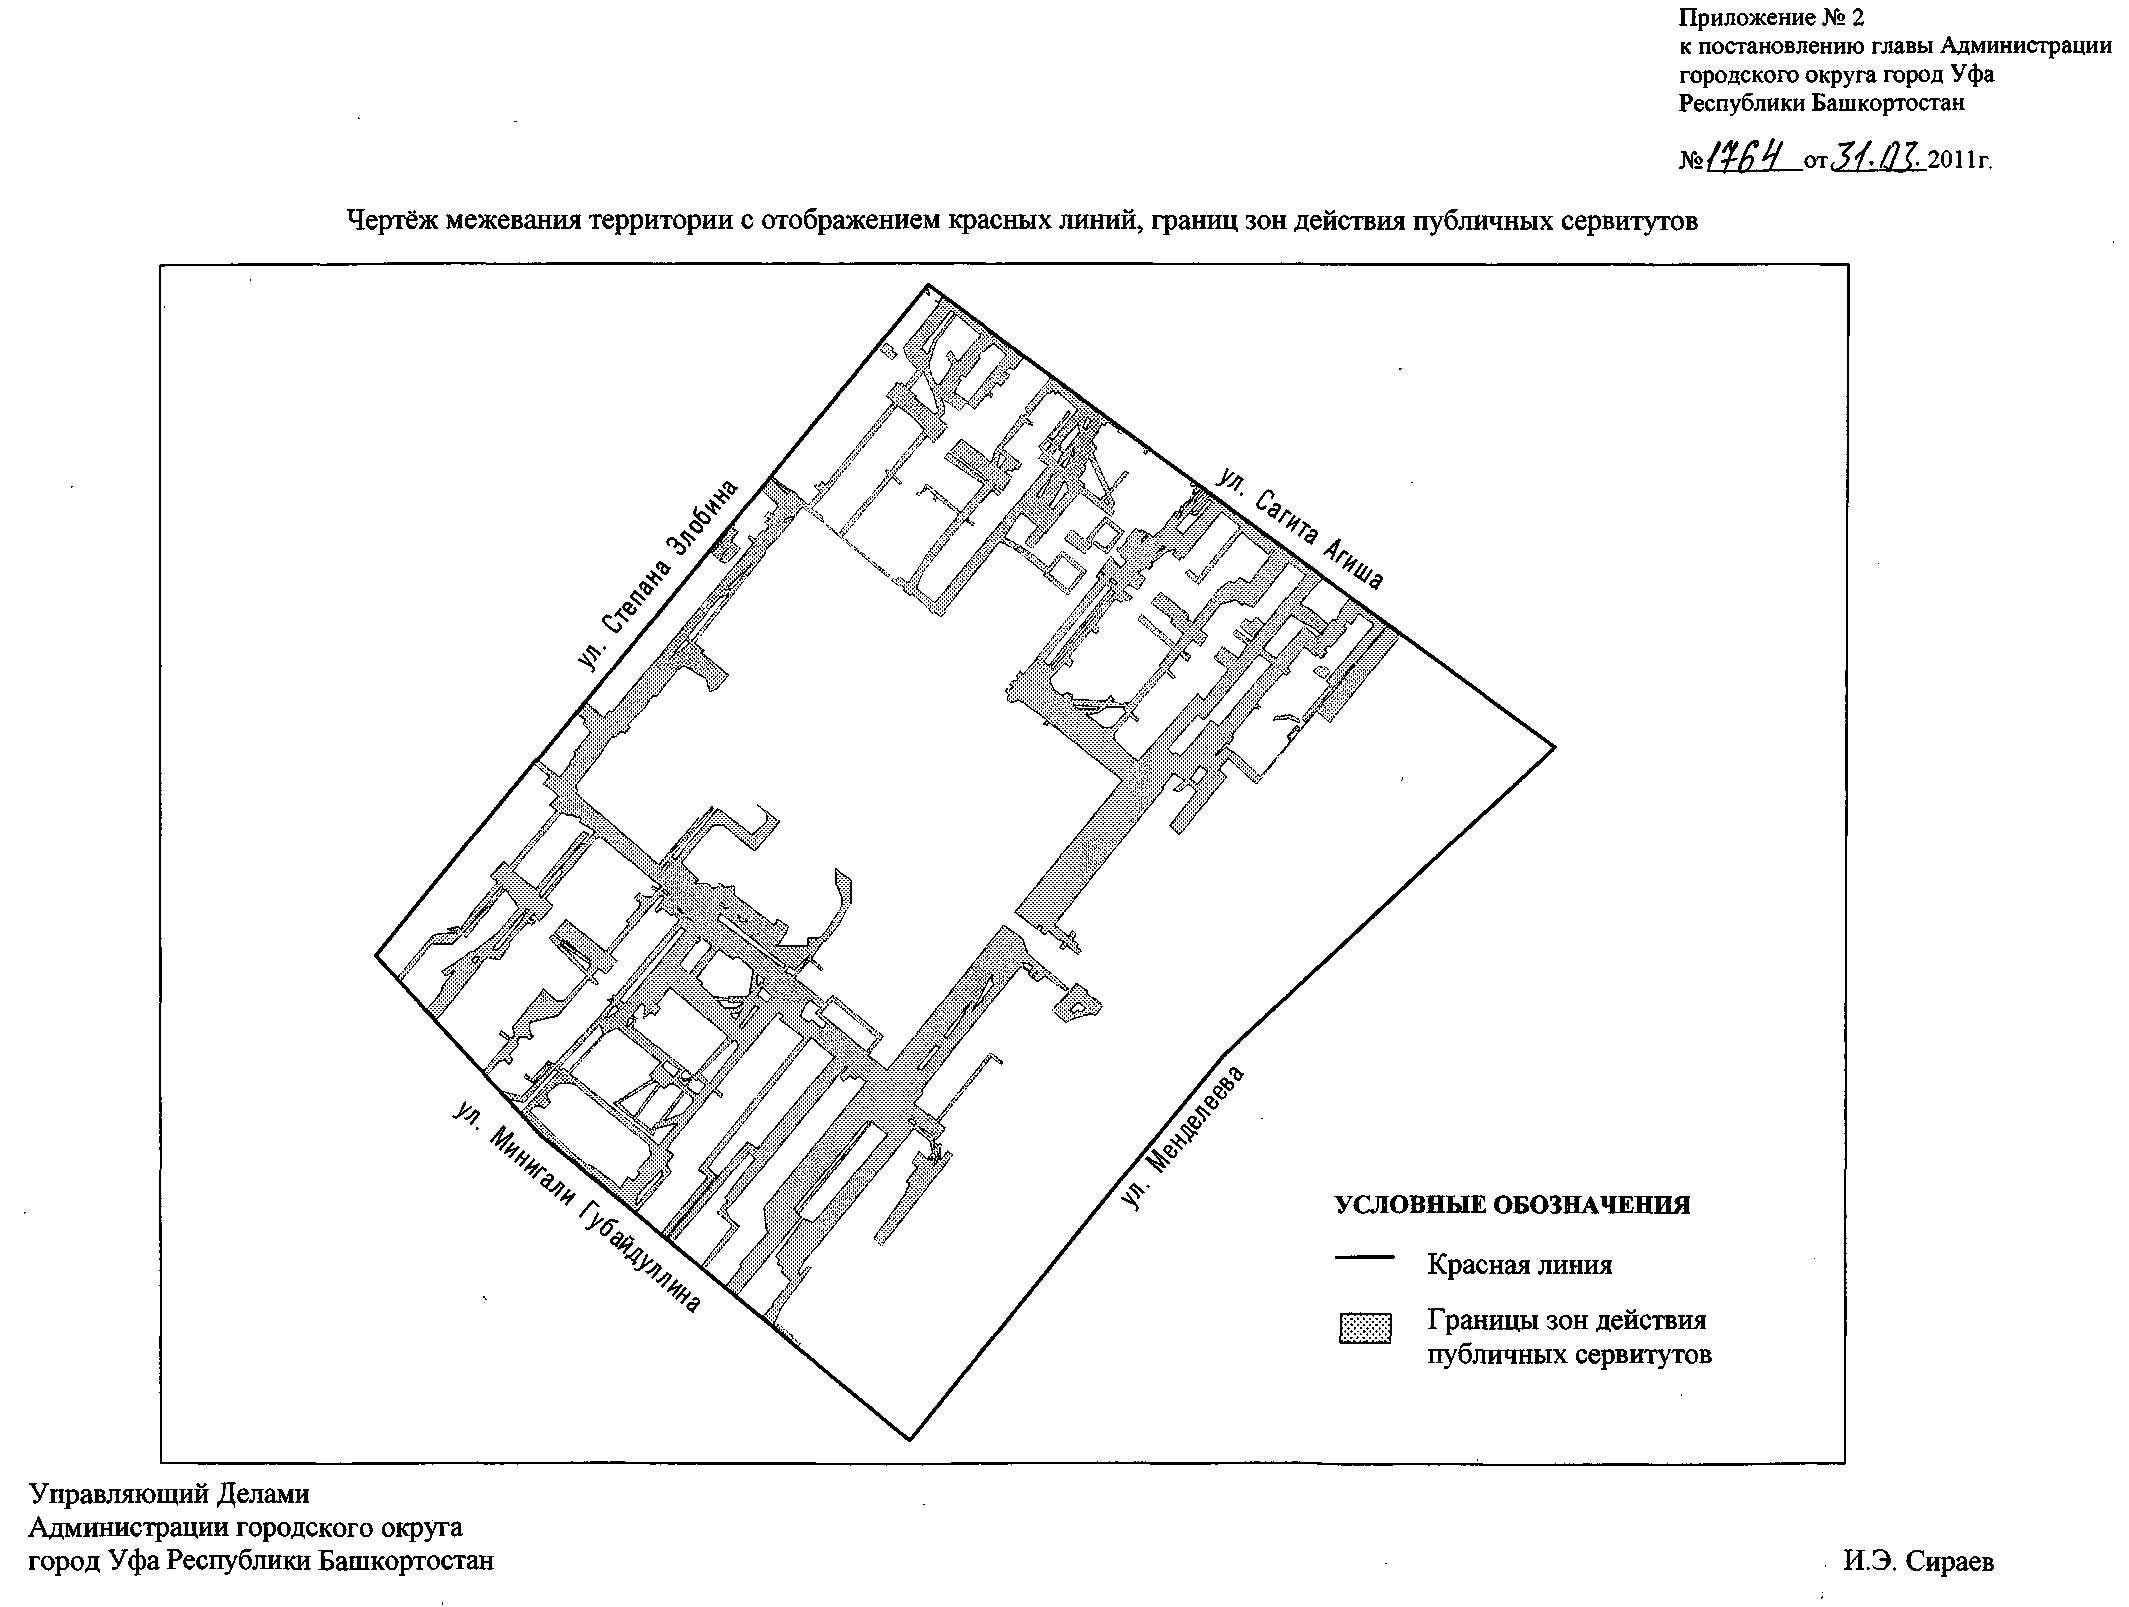 Приложение № 2
к постановлению главы Администрации
городского округа город Уфа
Республики Башкортостан
№ 1764 от 31.03. 2011г.
Чертёж межевания территории с отображением красных линий, границ зон действия публичных сервитутов
ул. Степана Злобина
ул. Сагита Агиша
ул. Минигали Губайдуллина
ул. Менделеева
УСЛОВНЫЕ ОБОЗНАЧЕНИЯ
Красная линия
Границы зон действия
публичных сервитутов
Управляющий Делами
Администрации городского округа
город Уфа Республики Башкортостан
И.Э. Сираев